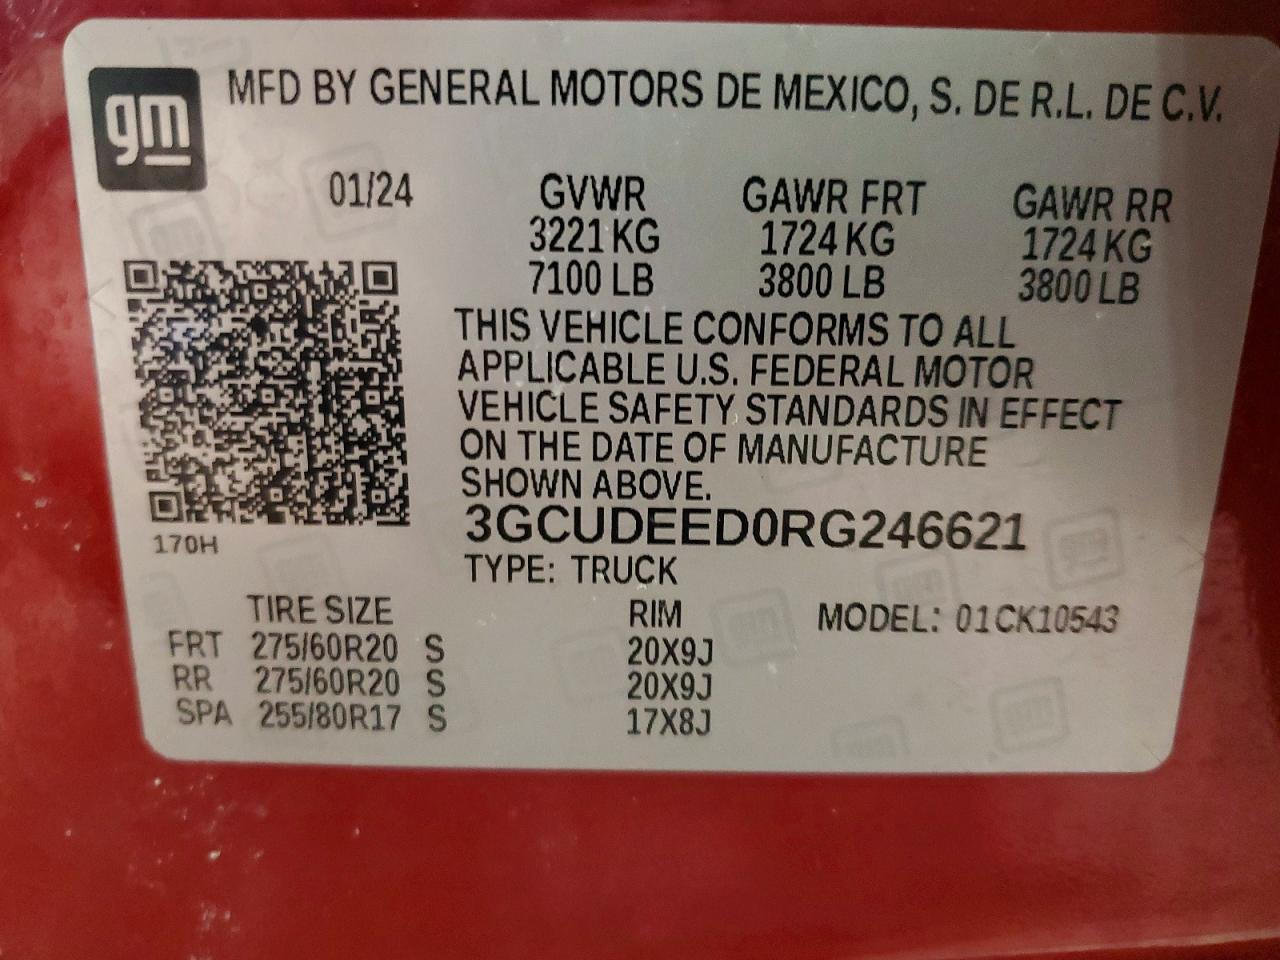 gm
MFD BY GENERAL MOTORS DE MEXICO, S. DE R.L. DE C.V.
01/24 GVWR GAWR FRT GAWR RR
3221 KG 1724 KG 1724 KG
7100 LB 3800 LB 3800 LB
THIS VEHICLE CONFORMS TO ALL
APPLICABLE U.S. FEDERAL MOTOR
VEHICLE SAFETY STANDARDS IN EFFECT
ON THE DATE OF MANUFACTURE
SHOWN ABOVE.
3GCUDEED0RG246621
170H
TYPE: TRUCK
TIRE SIZE RIM MODEL: 01CK10543
FRT 275/60R20 S 20X9J
RR 275/60R20 S 20X9J
SPA 255/80R17 S 17X8J